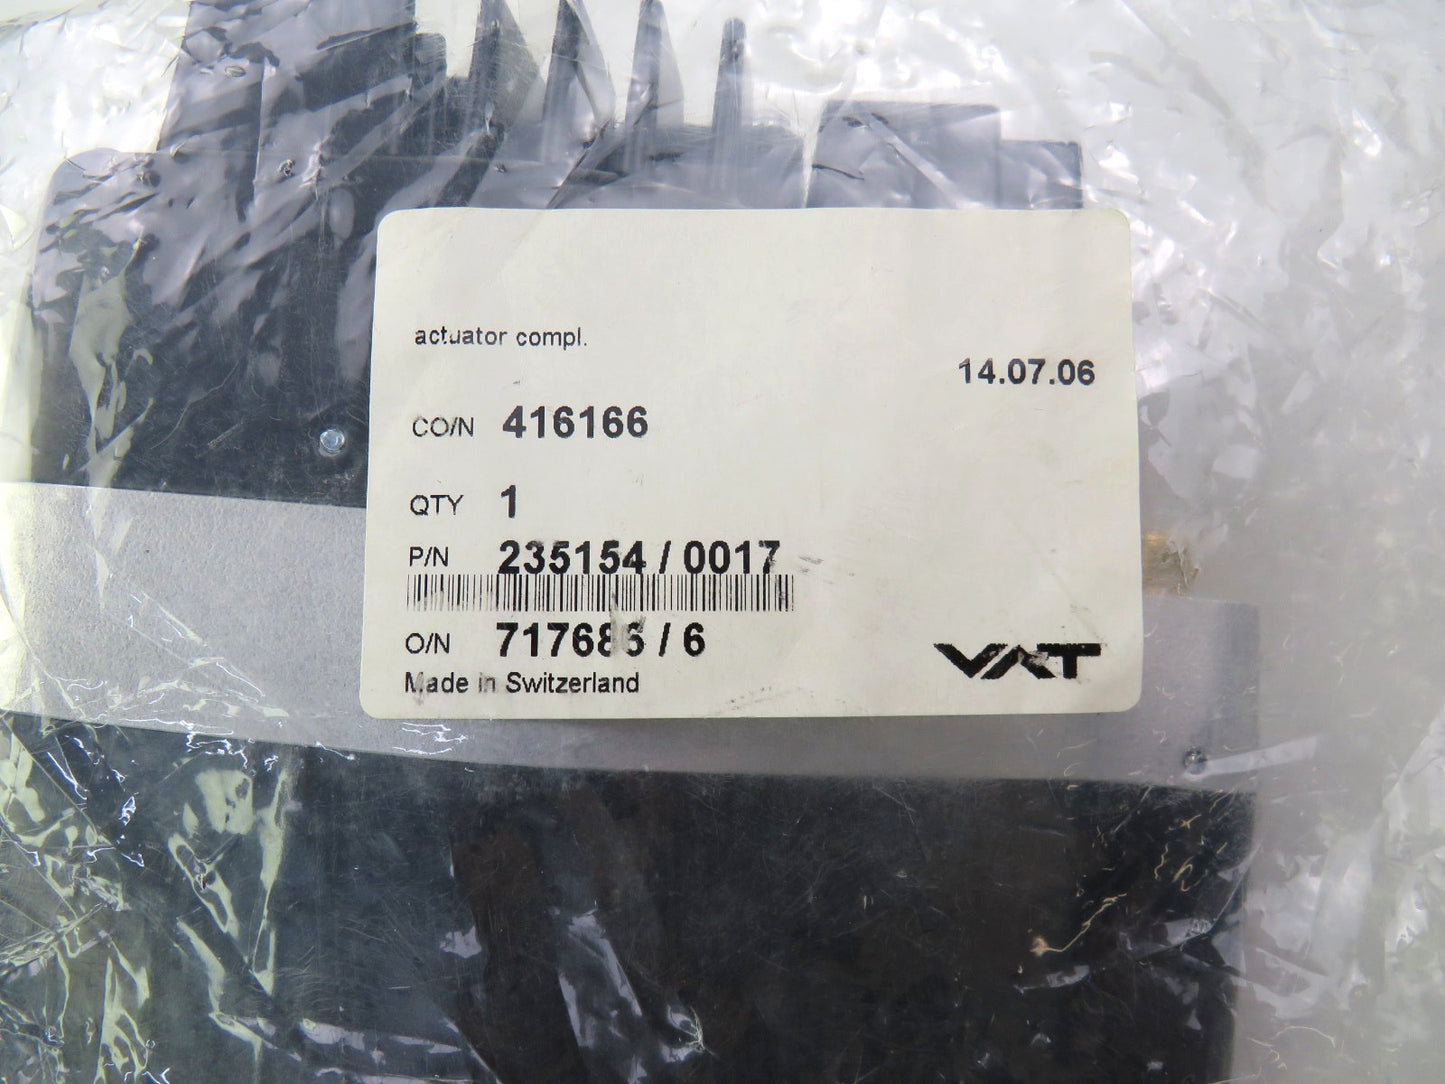 actuator compl.
14.07.06
CO/N 416166
QTY 1
P/N 235154 / 0017
O/N 717686 / 6
Made in Switzerland
VAT